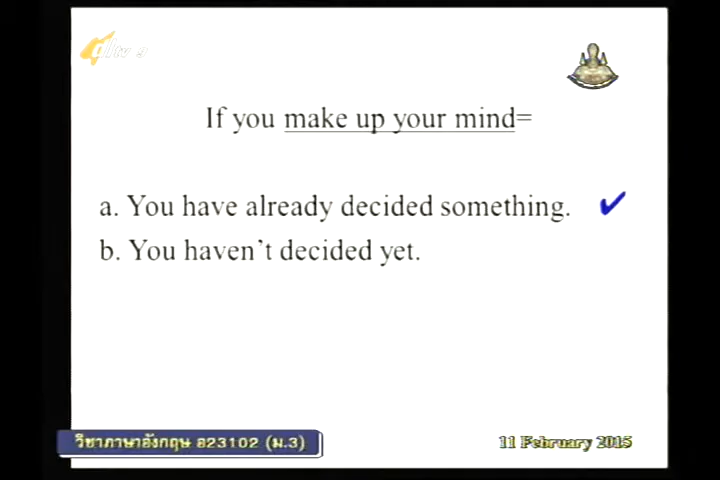 If you make up your mind=
a. You have already decided something.
b. You haven't decided yet.
วิชาภาษาอังกฤษ อ23102 (ม.3)
11 February 2015